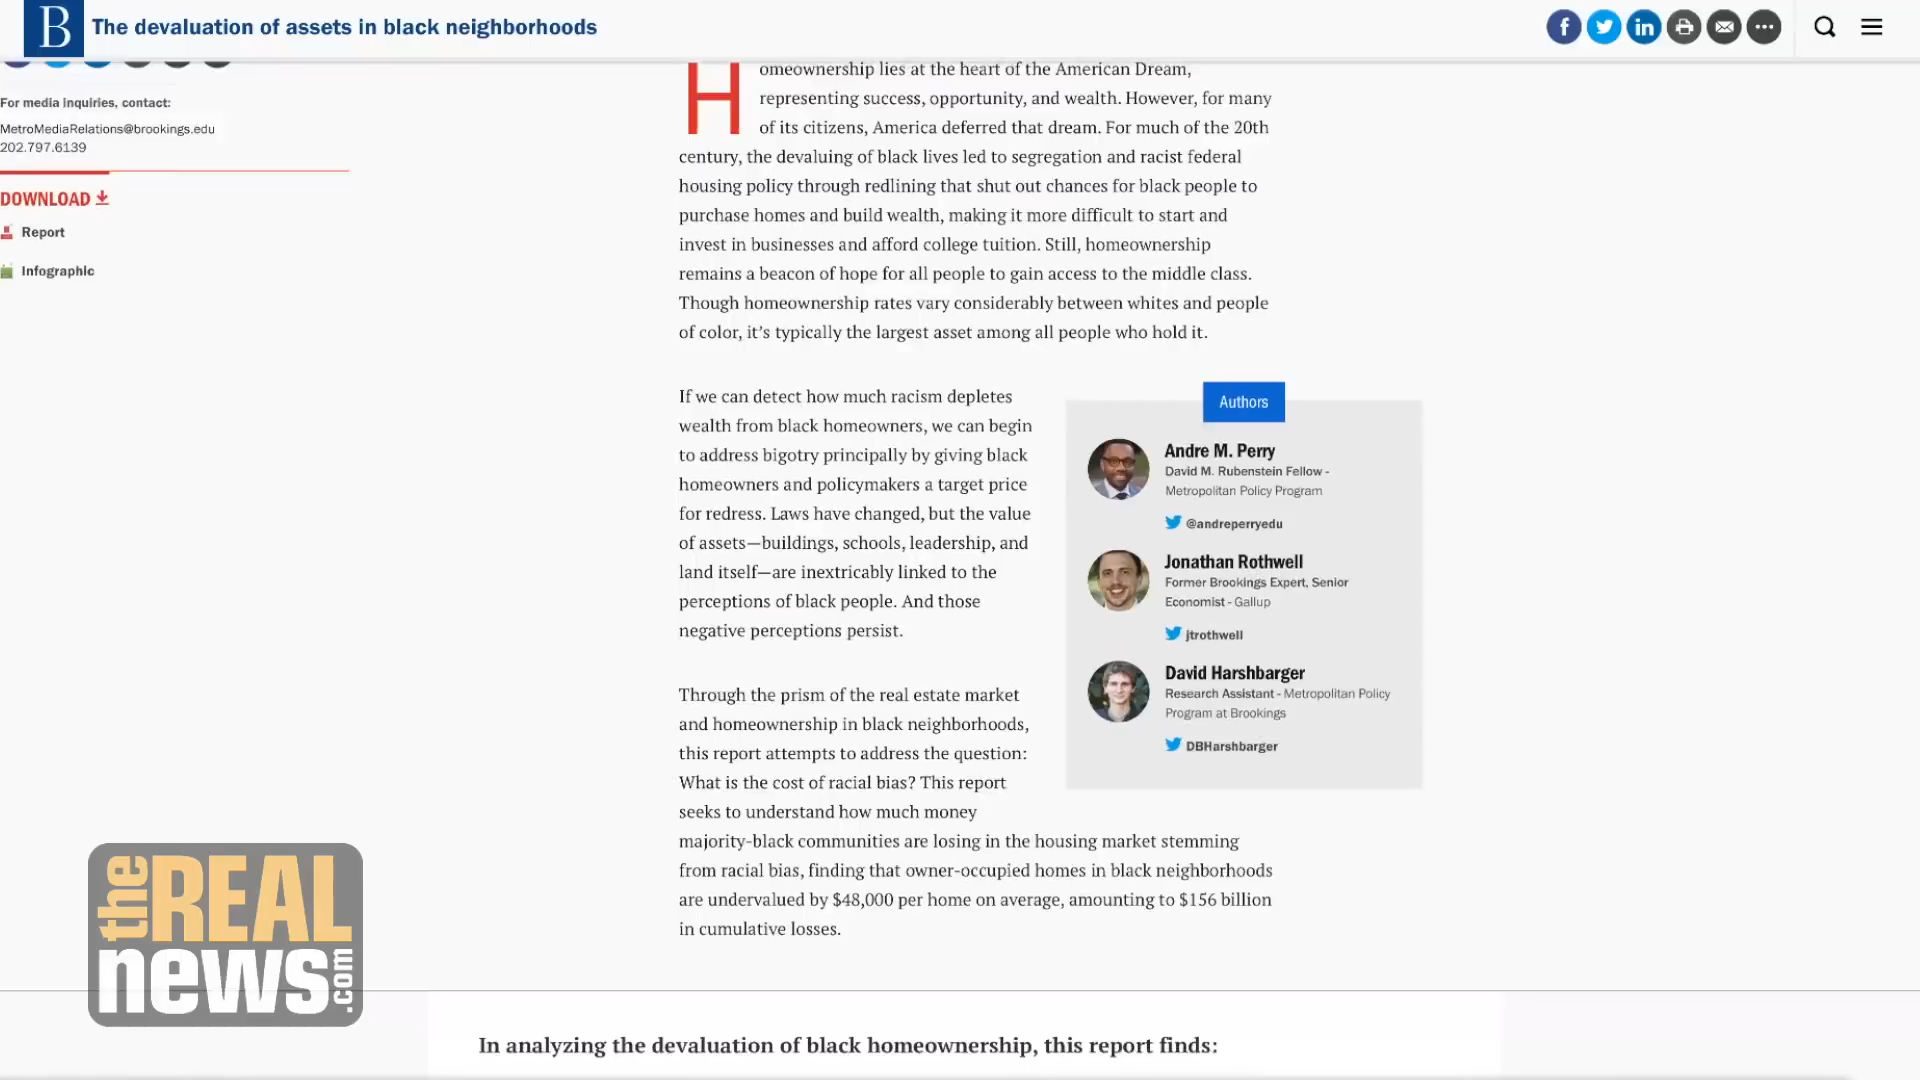 B The devaluation of assets in black neighborhoods
For media inquiries, contact:
MetroMediaRelations@brookings.edu
202.797.6139
DOWNLOAD
Report
Infographic
Homeownership lies at the heart of the American Dream,
representing success, opportunity, and wealth. However, for many
of its citizens, America deferred that dream. For much of the 20th
century, the devaluing of black lives led to segregation and racist federal
housing policy through redlining that shut out chances for black people to
purchase homes and build wealth, making it more difficult to start and
invest in businesses and afford college tuition. Still, homeownership
remains a beacon of hope for all people to gain access to the middle class.
Though homeownership rates vary considerably between whites and people
of color, it’s typically the largest asset among all people who hold it.
If we can detect how much racism depletes
wealth from black homeowners, we can begin
to address bigotry principally by giving black
homeowners and policymakers a target price
for redress. Laws have changed, but the value
of assets—buildings, schools, leadership, and
land itself—are inextricably linked to the
perceptions of black people. And those
negative perceptions persist.
Authors
Andre M. Perry
David M. Rubenstein Fellow -
Metropolitan Policy Program
@andreperryedu
Jonathan Rothwell
Former Brookings Expert, Senior
Economist - Gallup
jtrothwell
David Harshbarger
Research Assistant - Metropolitan Policy
Program at Brookings
DBHarshbarger
Through the prism of the real estate market
and homeownership in black neighborhoods,
this report attempts to address the question:
What is the cost of racial bias? This report
seeks to understand how much money
majority-black communities are losing in the housing market stemming
from racial bias, finding that owner-occupied homes in black neighborhoods
are undervalued by $48,000 per home on average, amounting to $156 billion
in cumulative losses.
the REAL
news.com
In analyzing the devaluation of black homeownership, this report finds: